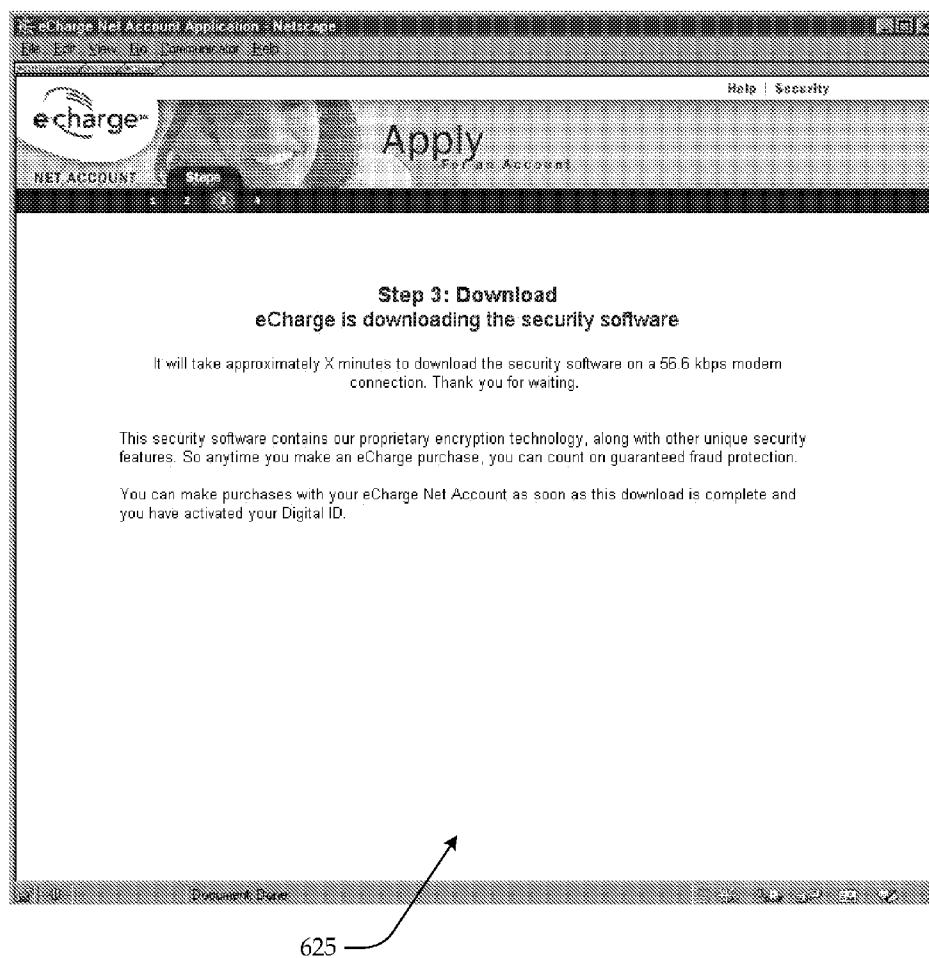 eCharge Net Account Application - Netscape
File Edit View Go Communicator Help
Help | Security
echarge℠
Apply
For an Account
NET ACCOUNT
Steps
1 2 3 4
Step 3: Download
eCharge is downloading the security software
It will take approximately X minutes to download the security software on a 56.6 kbps modem
connection. Thank you for waiting.
This security software contains our proprietary encryption technology, along with other unique security
features. So anytime you make an eCharge purchase, you can count on guaranteed fraud protection.
You can make purchases with your eCharge Net Account as soon as this download is complete and
you have activated your Digital ID.
Document: Done
625